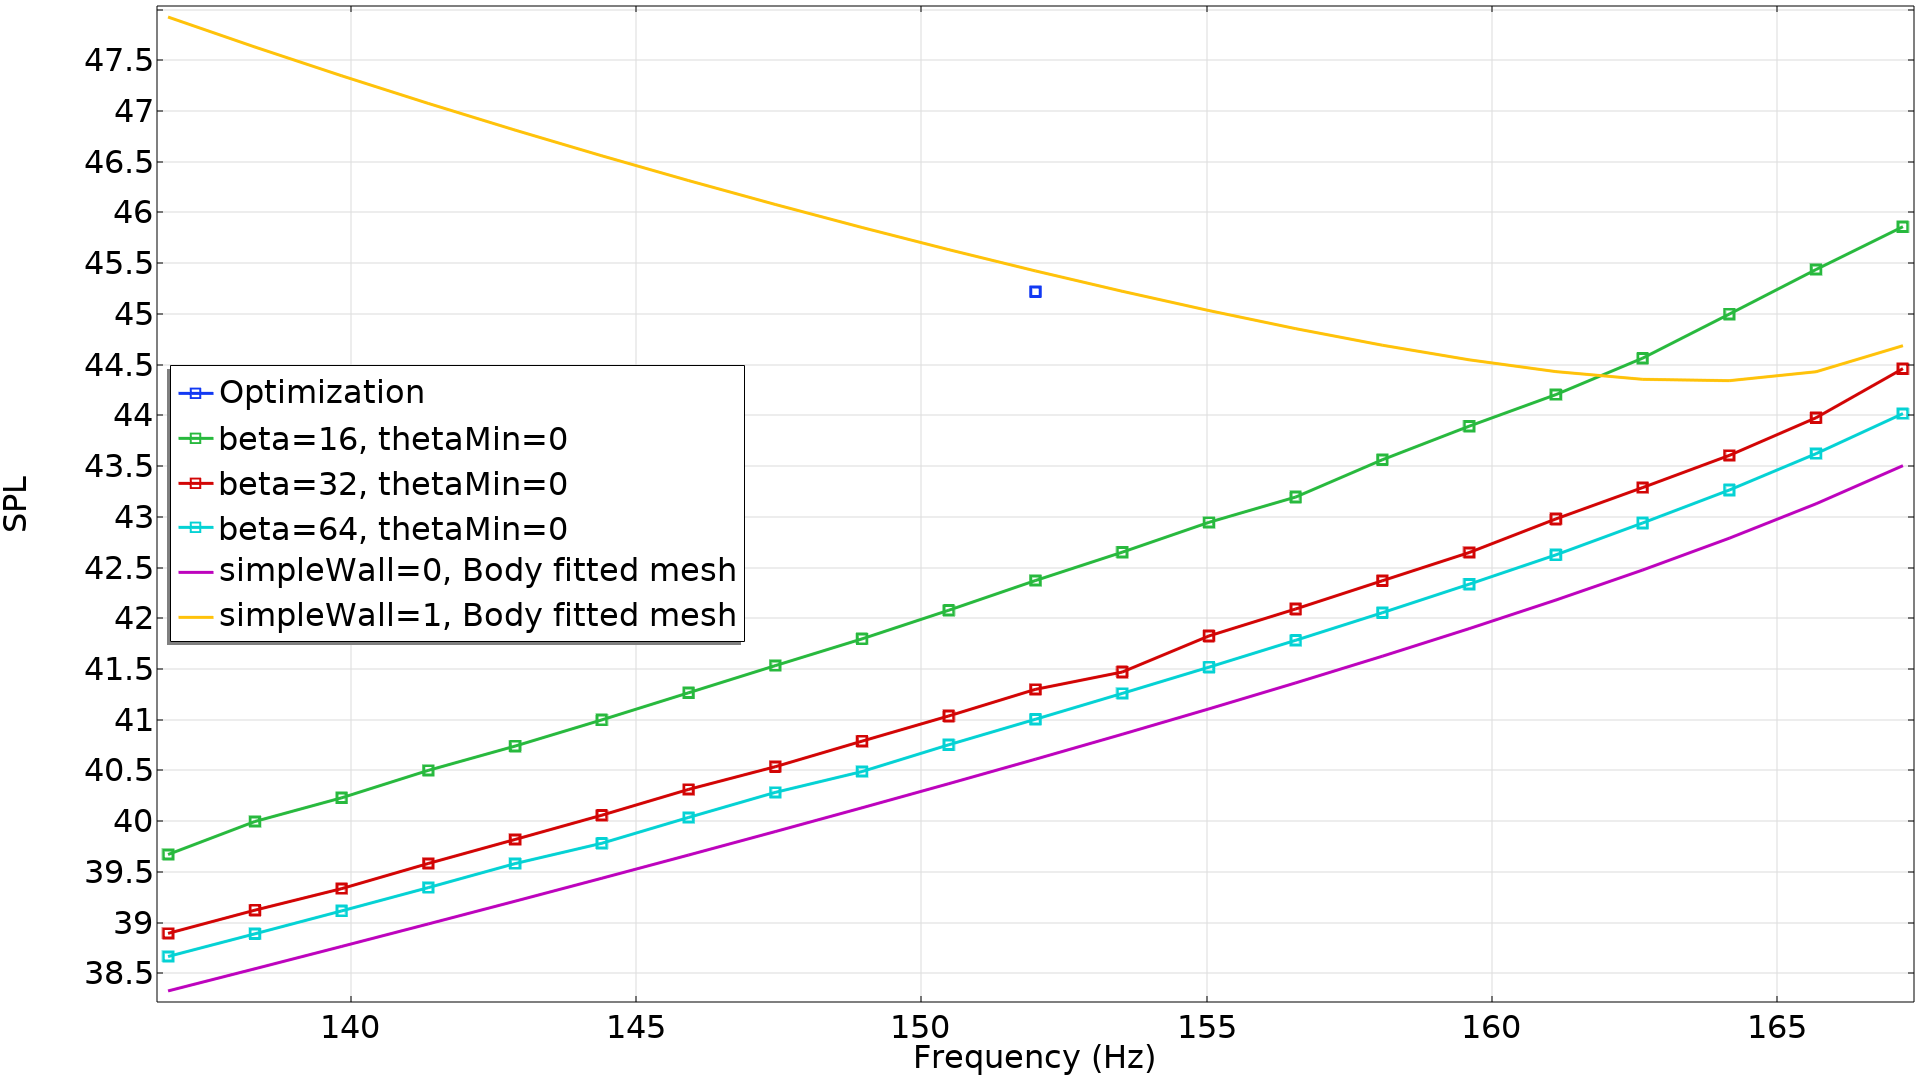 47.5
47
46.5
46
45.5
45
44.5
44
43.5
43
42.5
42
41.5
41
40.5
40
39.5
39
38.5
SPL
Optimization
beta=16, thetaMin=0
beta=32, thetaMin=0
beta=64, thetaMin=0
simpleWall=0, Body fitted mesh
simpleWall=1, Body fitted mesh
140 145 150 155 160 165
Frequency (Hz)